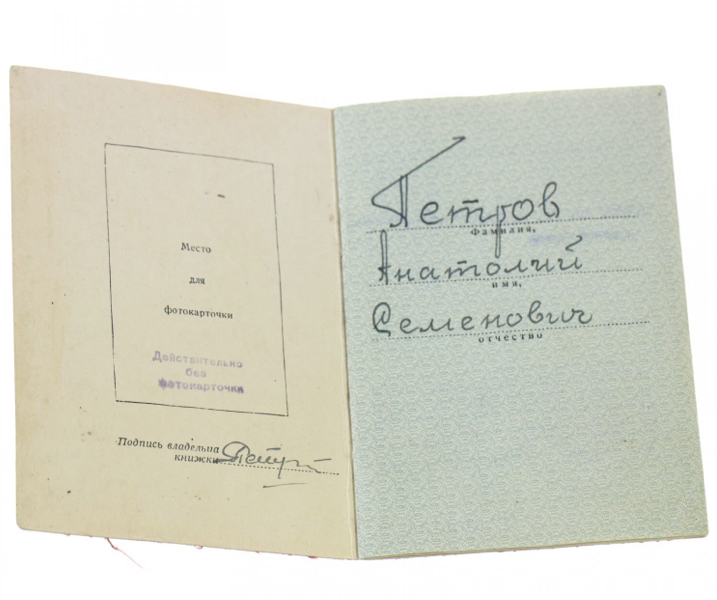 Место
для
фотокарточки
Действительно
без
фотокарточки
Подпись владельца
книжки
Петров
Фамилия,
Анатолий
имя,
Семенович
отчество